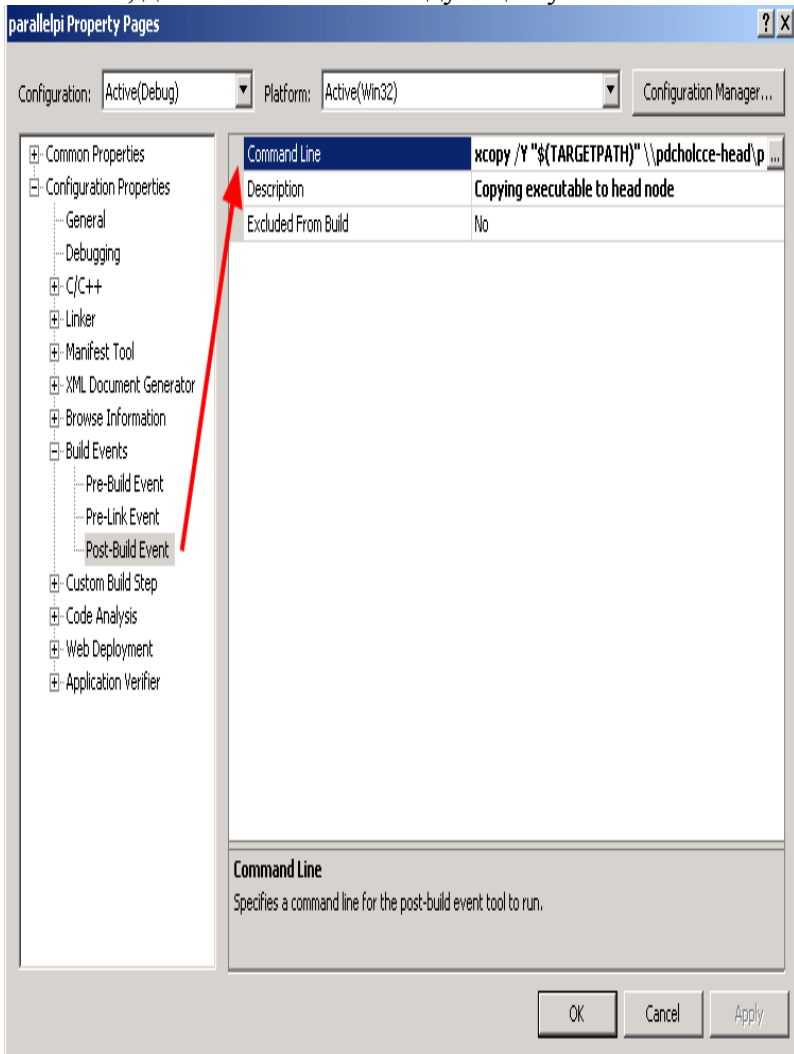 parallelpi Property Pages
Configuration: Active(Debug) Platform: Active(Win32) Configuration Manager...
Common Properties
Configuration Properties
General
Debugging
C/C++
Linker
Manifest Tool
XML Document Generator
Browse Information
Build Events
Pre-Build Event
Pre-Link Event
Post-Build Event
Custom Build Step
Code Analysis
Web Deployment
Application Verifier
Command Line xcopy /Y "$(TARGETPATH)" \\pdcholcce-head\p ...
Description Copying executable to head node
Excluded From Build No
Command Line
Specifies a command line for the post-build event tool to run.
OK Cancel Apply